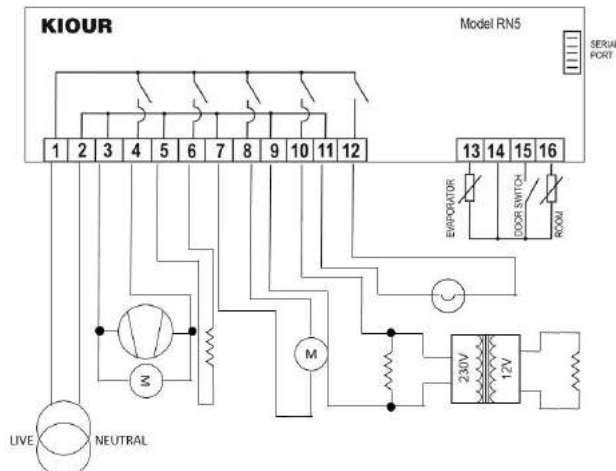 KIOUR
Model RN5
SERIAL
PORT
1 2 3 4 5 6 7 8 9 10 11 12
13 14 15 16
EVAPORATOR
DOOR SWITCH
ROOM
M
M
230V
12V
LIVE
NEUTRAL